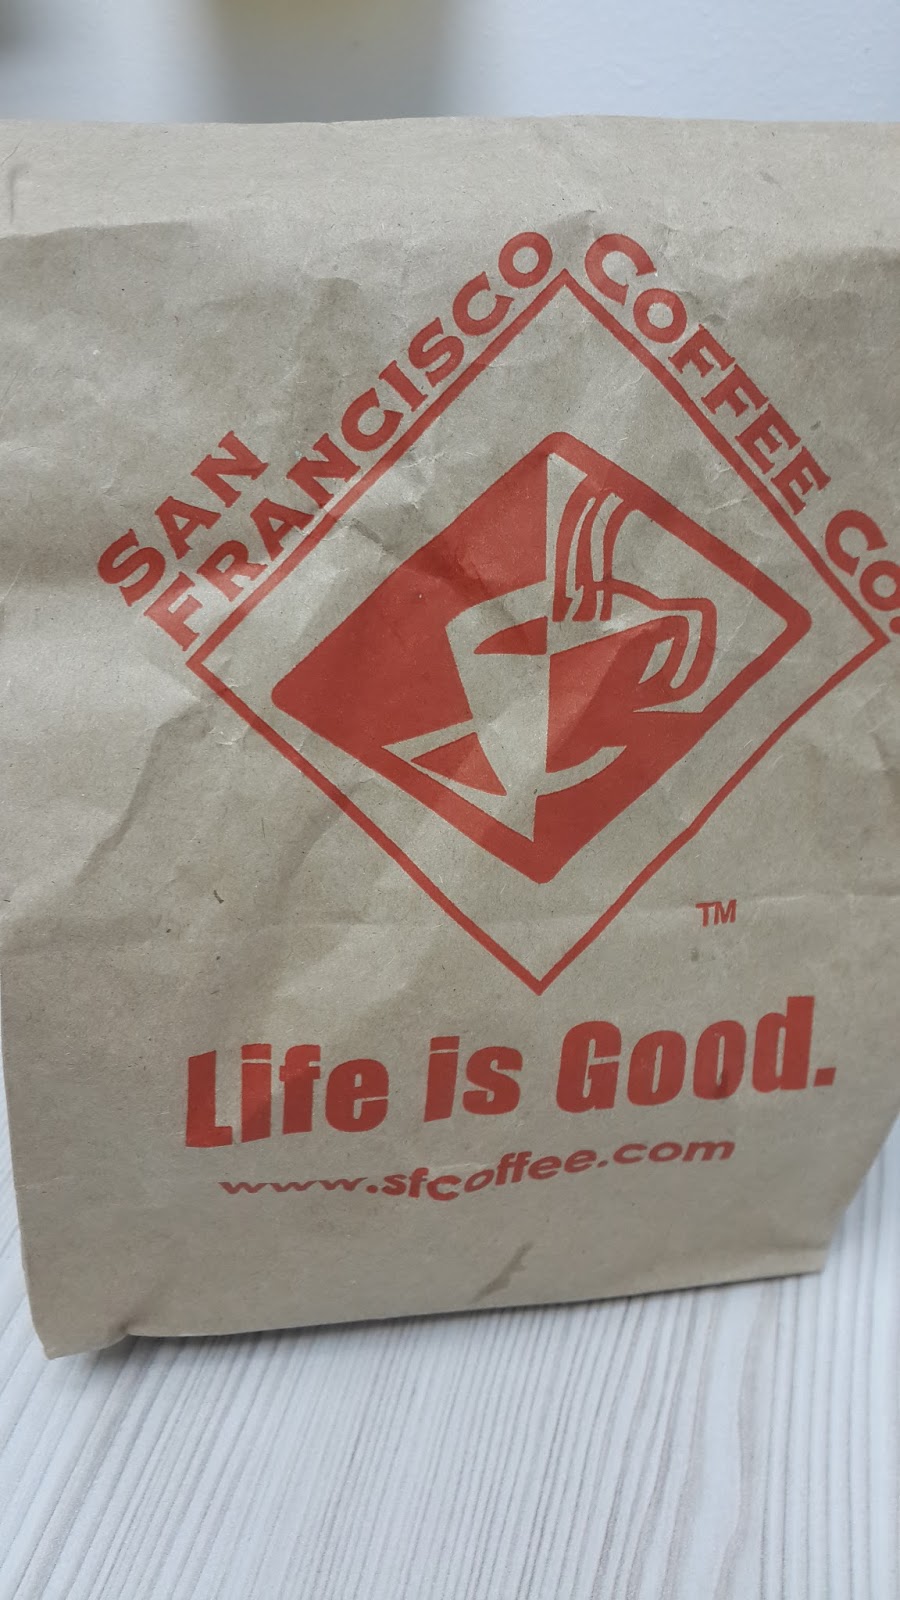 SAN
FRANCISCO
COFFEE CO.
TM
Life is Good.
www.sfcoffee.com